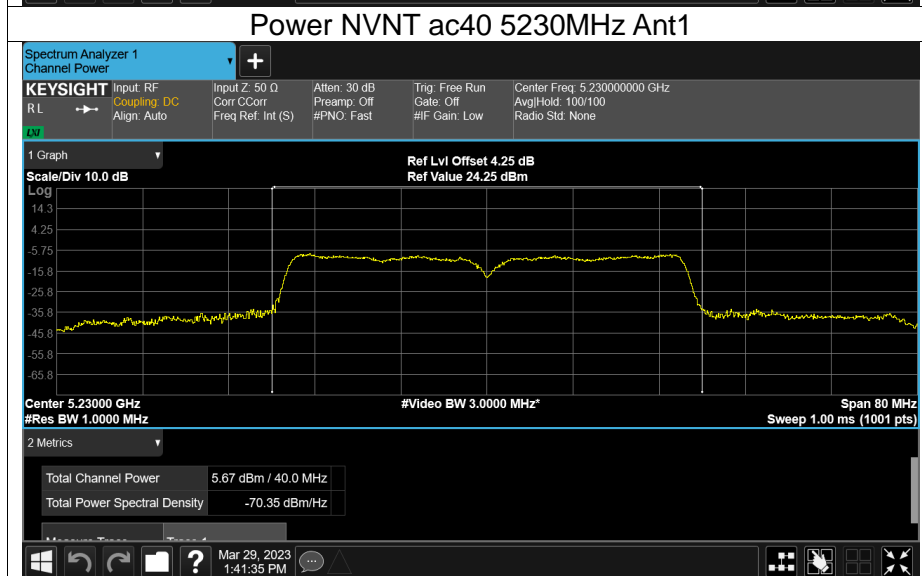 Power NVNT ac40 5230MHz Ant1
Spectrum Analyzer 1
Channel Power
+
KEYSIGHT
R L
LXI
Input: RF
Coupling: DC
Align: Auto
Input Z: 50 Ω
Corr CCorr
Freq Ref: Int (S)
Atten: 30 dB
Preamp: Off
#PNO: Fast
Trig: Free Run
Gate: Off
#IF Gain: Low
Center Freq: 5.230000000 GHz
Avg|Hold: 100/100
Radio Std: None
1 Graph
Scale/Div 10.0 dB
Ref Lvl Offset 4.25 dB
Ref Value 24.25 dBm
Log
14.3
4.25
-5.75
-15.8
-25.8
-35.8
-45.8
-55.8
-65.8
Center 5.23000 GHz
#Video BW 3.0000 MHz*
Span 80 MHz
#Res BW 1.0000 MHz
Sweep 1.00 ms (1001 pts)
2 Metrics
Total Channel Power 5.67 dBm / 40.0 MHz
Total Power Spectral Density -70.35 dBm/Hz
Measure Trace Trace 1
?
Mar 29, 2023
1:41:35 PM